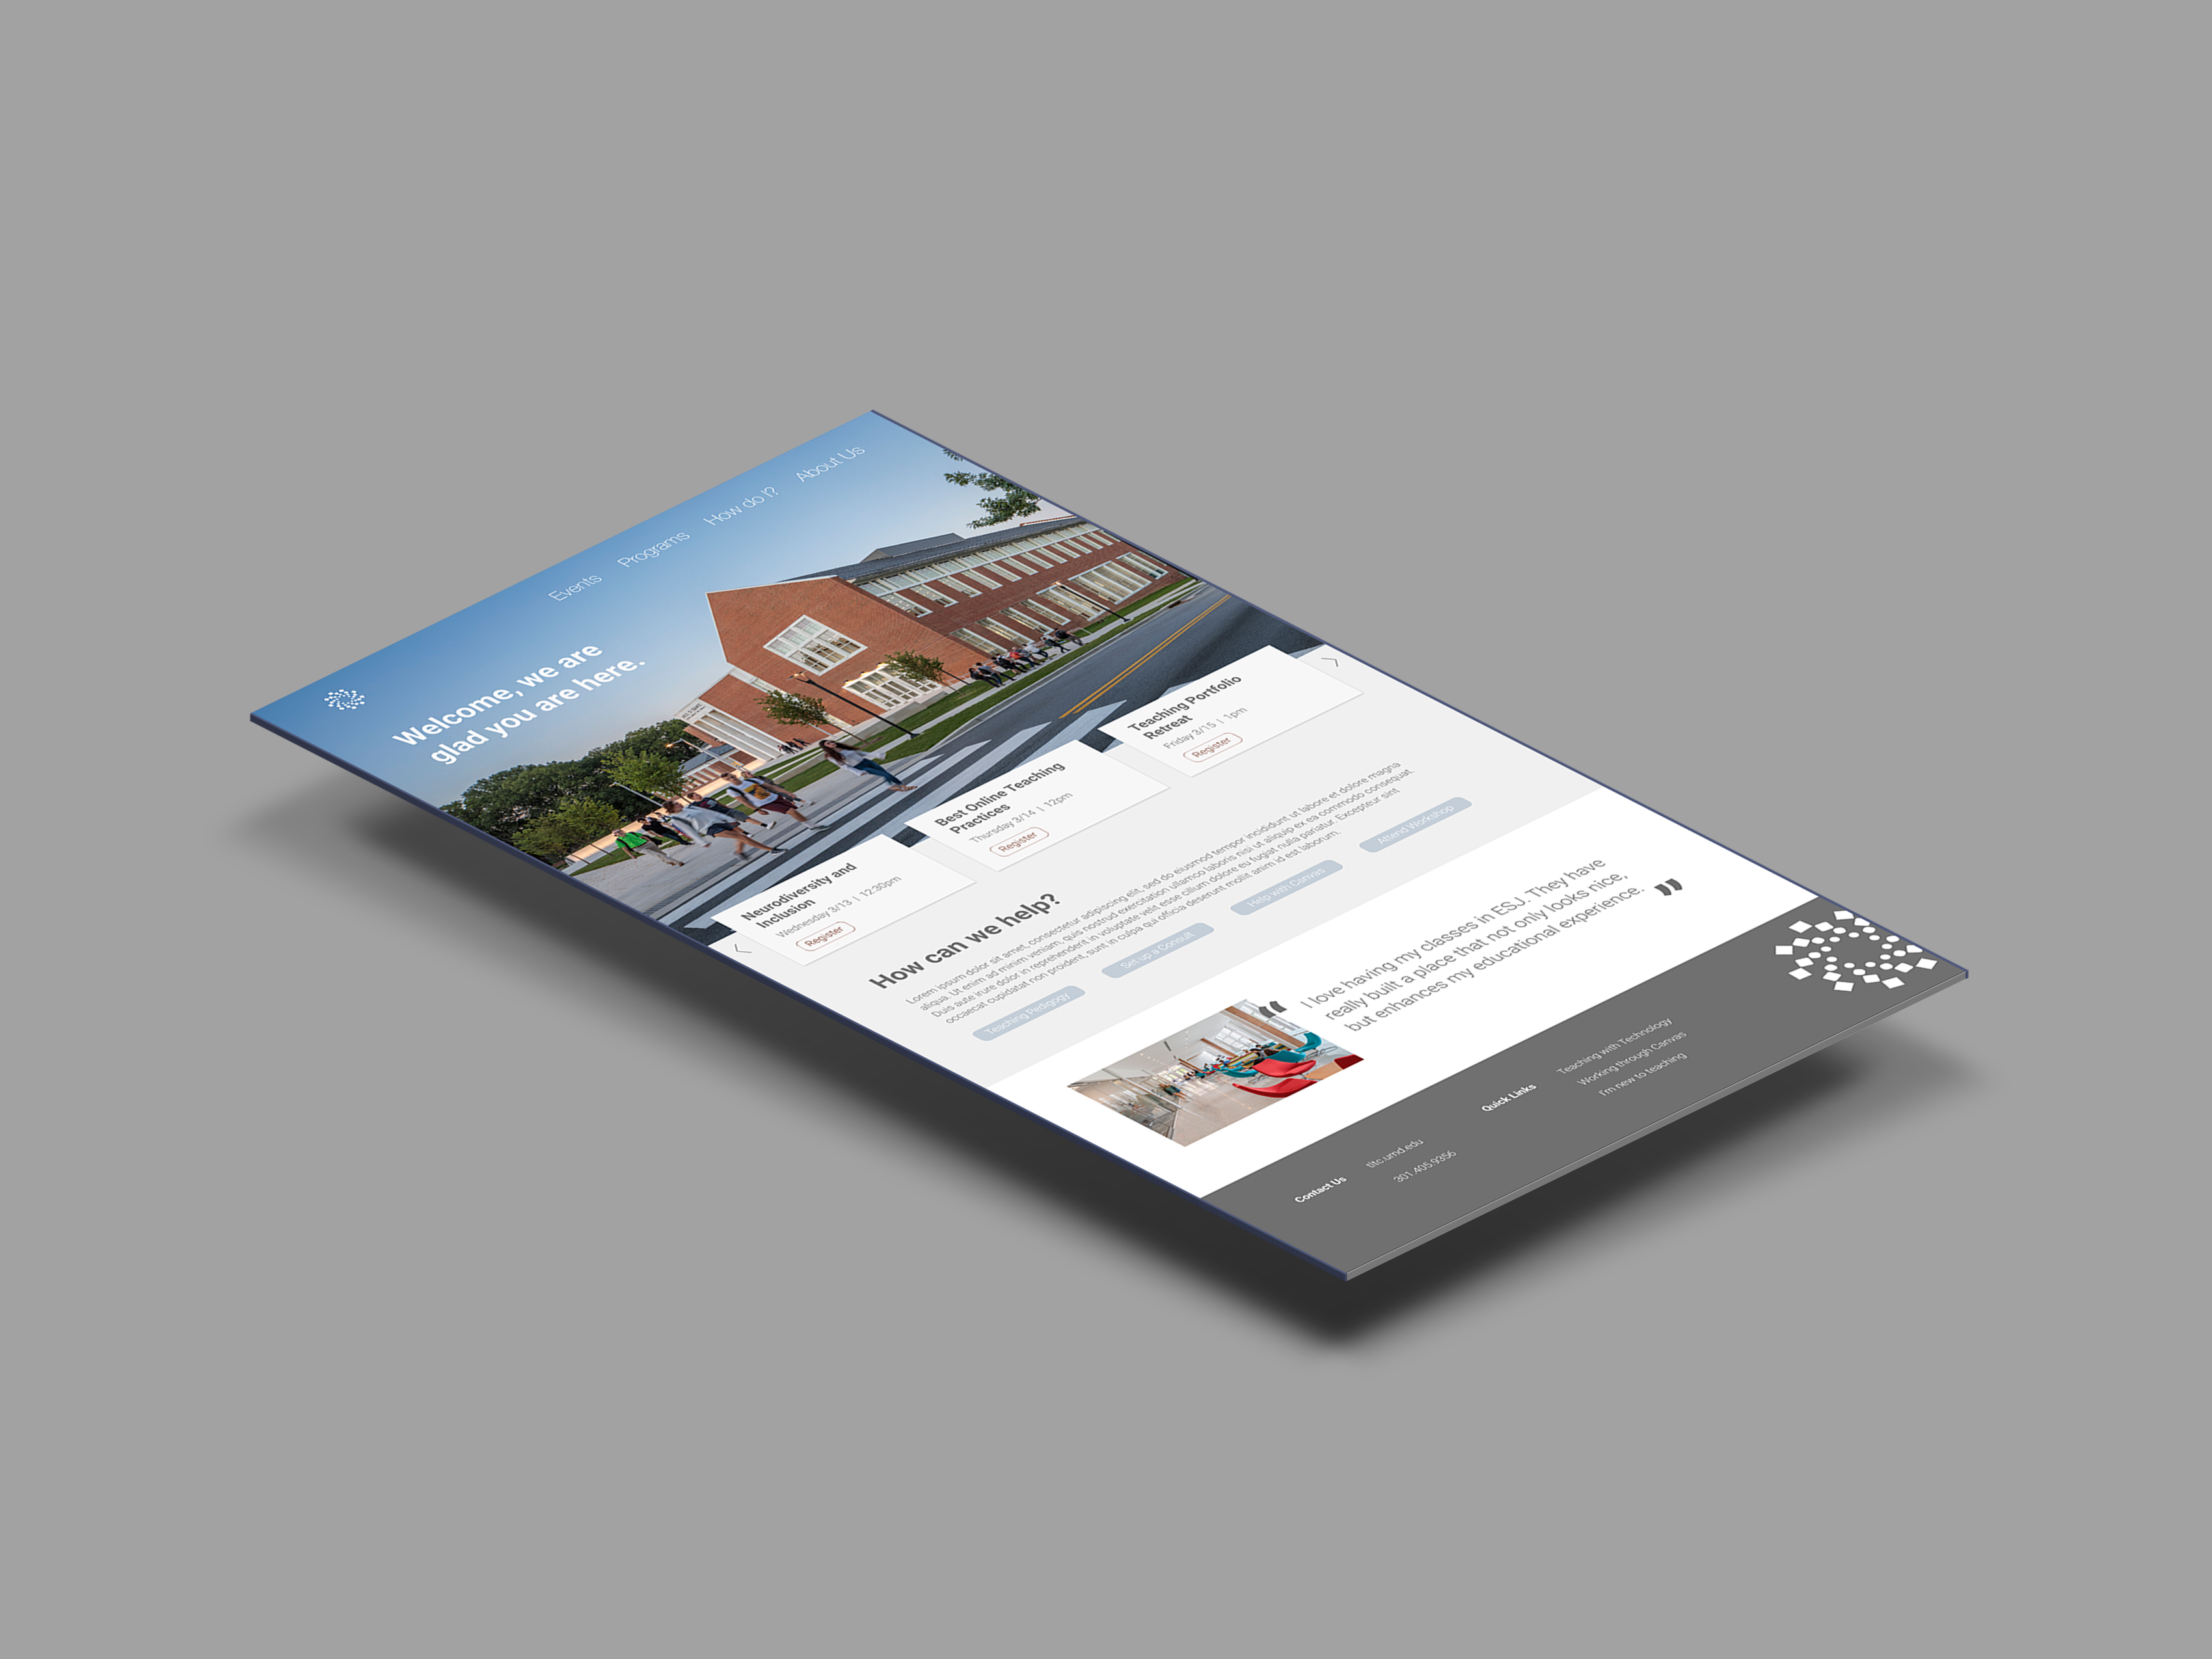 Events
Programs
How do I?
About Us
Welcome, we are
glad you are here.
Neurodiversity and
Inclusion
Wednesday 3/13 | 12:30pm
Register
Best Online Teaching
Practices
Thursday 3/14 | 12pm
Register
Teaching Portfolio
Retreat
Friday 3/15 | 1pm
Register
How can we help?
Lorem ipsum dolor sit amet, consectetur adipiscing elit, sed do eiusmod tempor incididunt ut labore et dolore magna
aliqua. Ut enim ad minim veniam, quis nostrud exercitation ullamco laboris nisi ut aliquip ex ea commodo consequat.
Duis aute irure dolor in reprehenderit in voluptate velit esse cillum dolore eu fugiat nulla pariatur. Excepteur sint
occaecat cupidatat non proident, sunt in culpa qui officia deserunt mollit anim id est laborum.
Teaching Pedigogy
Set up a Consult
Help with Canvas
Attend Workshop
“ I love having my classes in ESJ. They have
really built a place that not only looks nice,
but enhances my educational experience. ”
Contact Us
tltc.umd.edu
301.405.9356
Quick Links
Teaching with Technology
Working through Canvas
I'm new to teaching